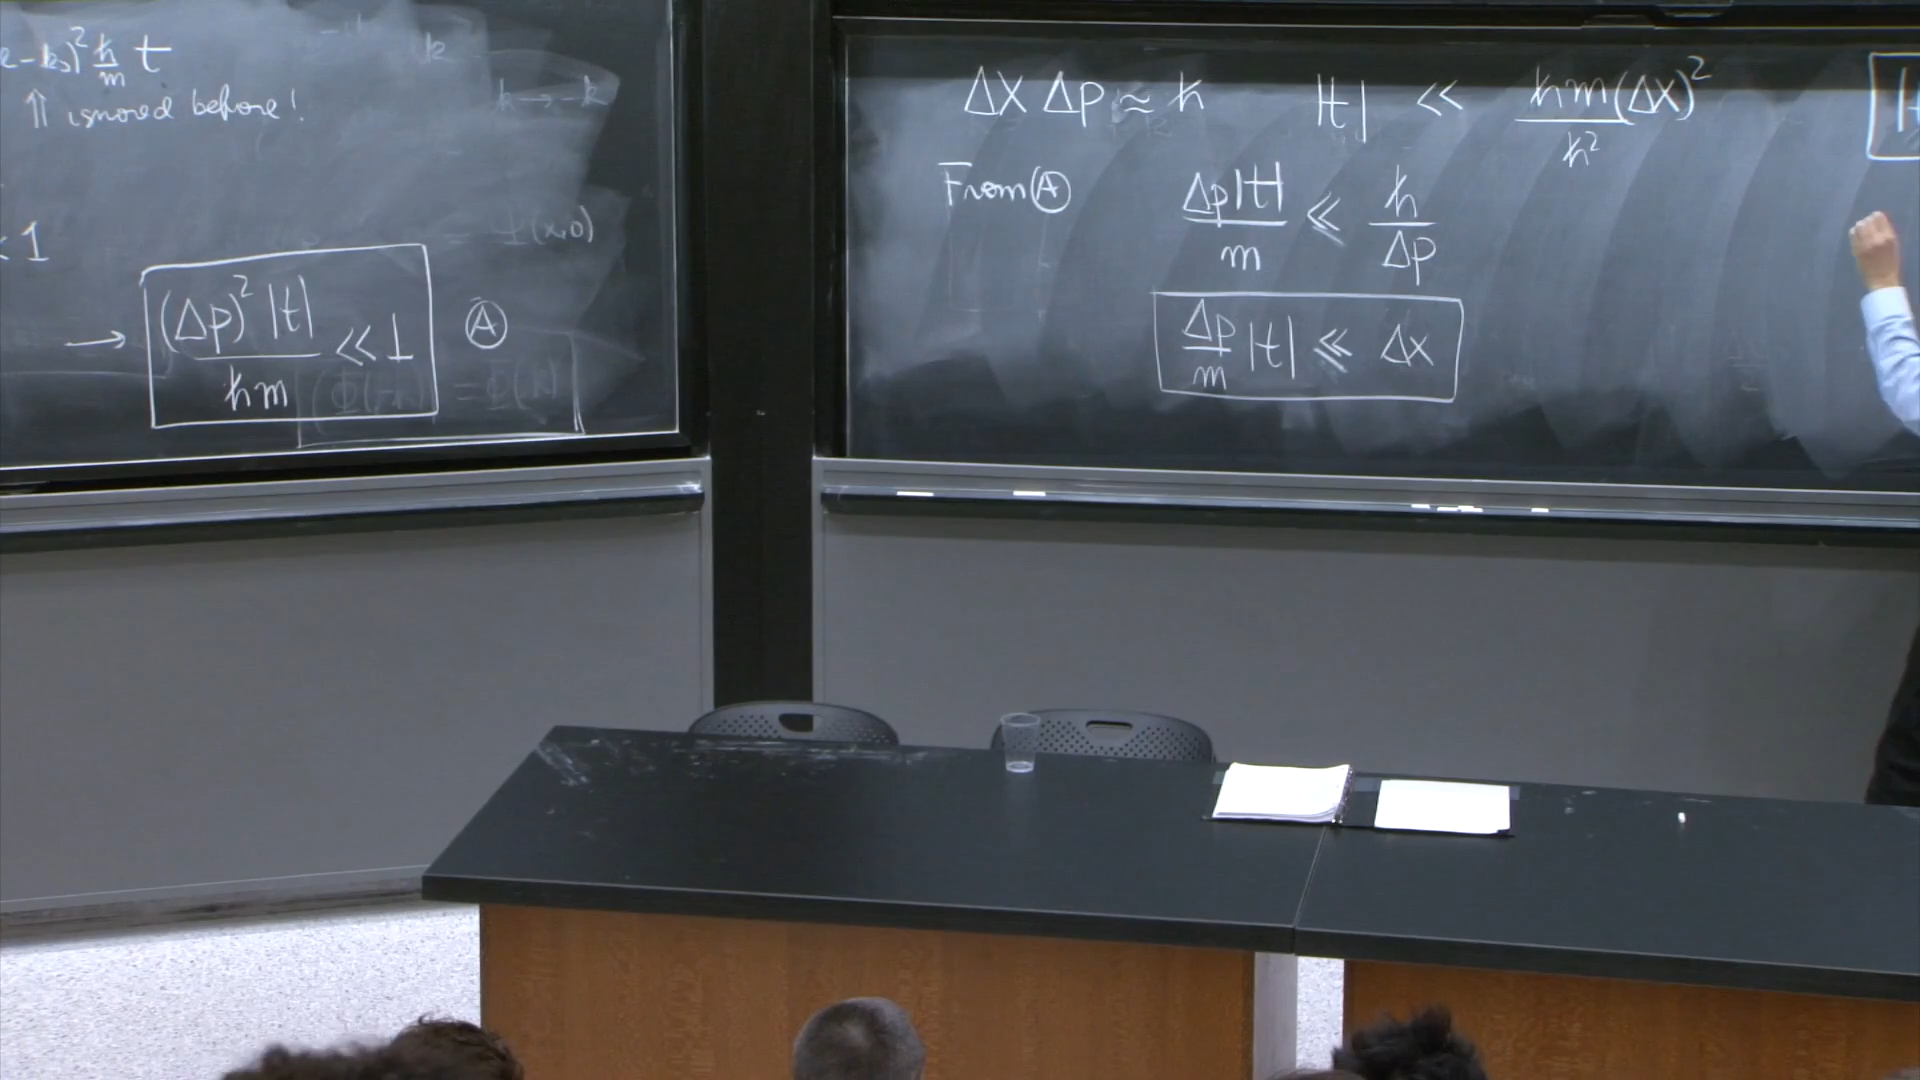 k-k₀)² ħ/m t
⇑ ignored before!
k → -k
< 1
= Ψ(x,0)
→ (Δp)² |t| / ħm ≪ 1 Ⓐ
Δx Δp ≈ ħ |t| << ħm(Δx)² / ħ²
From Ⓐ Δp|t| / m ≪ ħ / Δp
Δp/m |t| ≪ Δx